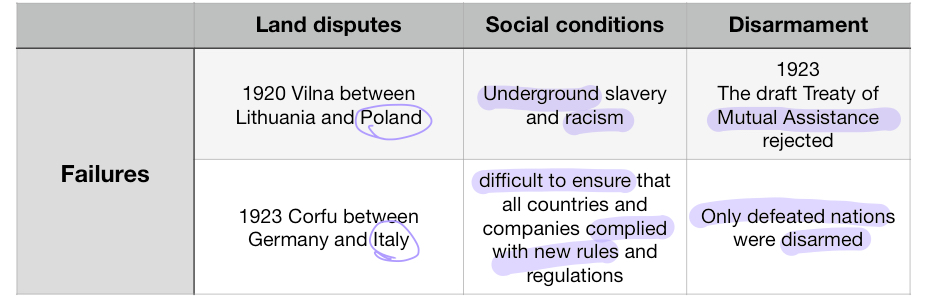 Land disputes
Social conditions
Disarmament
Failures
1920 Vilna between
Lithuania and Poland
Underground slavery
and racism
1923
The draft Treaty of
Mutual Assistance
rejected
1923 Corfu between
Germany and Italy
difficult to ensure that
all countries and
companies complied
with new rules and
regulations
Only defeated nations
were disarmed